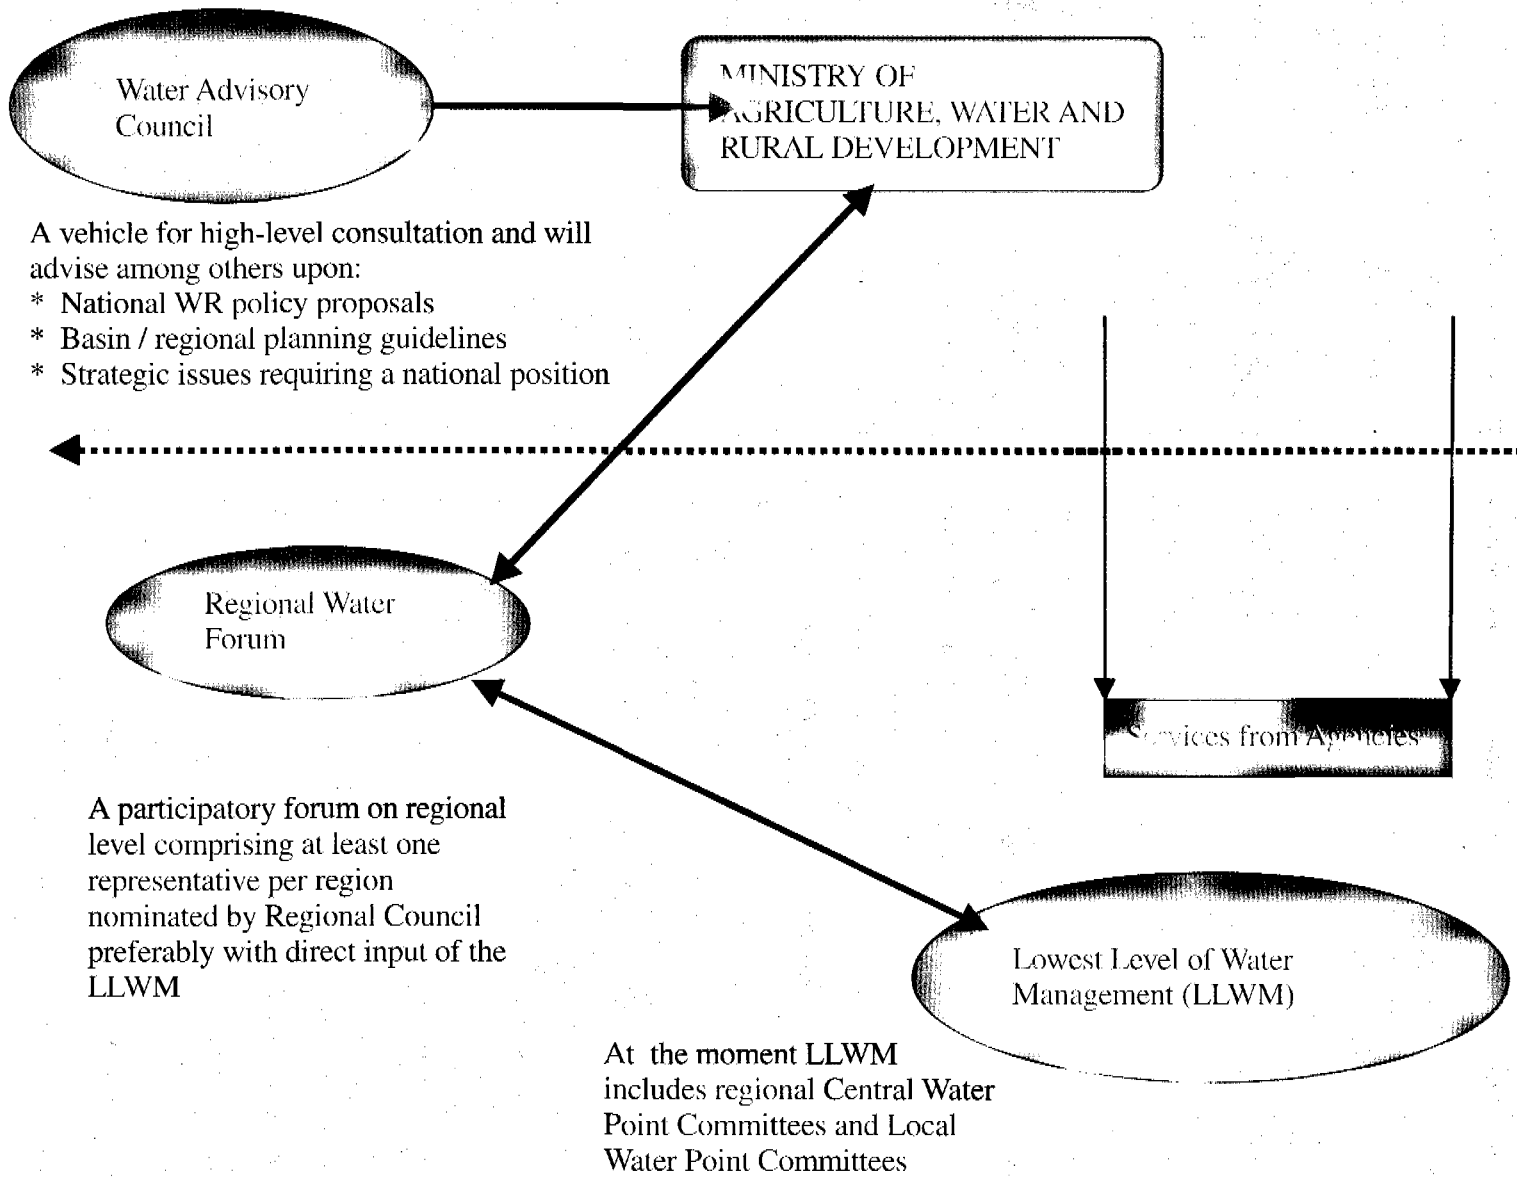 Water Advisory
Council
MINISTRY OF
AGRICULTURE, WATER AND
RURAL DEVELOPMENT
A vehicle for high-level consultation and will
advise among others upon:
* National WR policy proposals
* Basin / regional planning guidelines
* Strategic issues requiring a national position
Regional Water
Forum
Services from Agencies
A participatory forum on regional
level comprising at least one
representative per region
nominated by Regional Council
preferably with direct input of the
LLWM
Lowest Level of Water
Management (LLWM)
At the moment LLWM
includes regional Central Water
Point Committees and Local
Water Point Committees